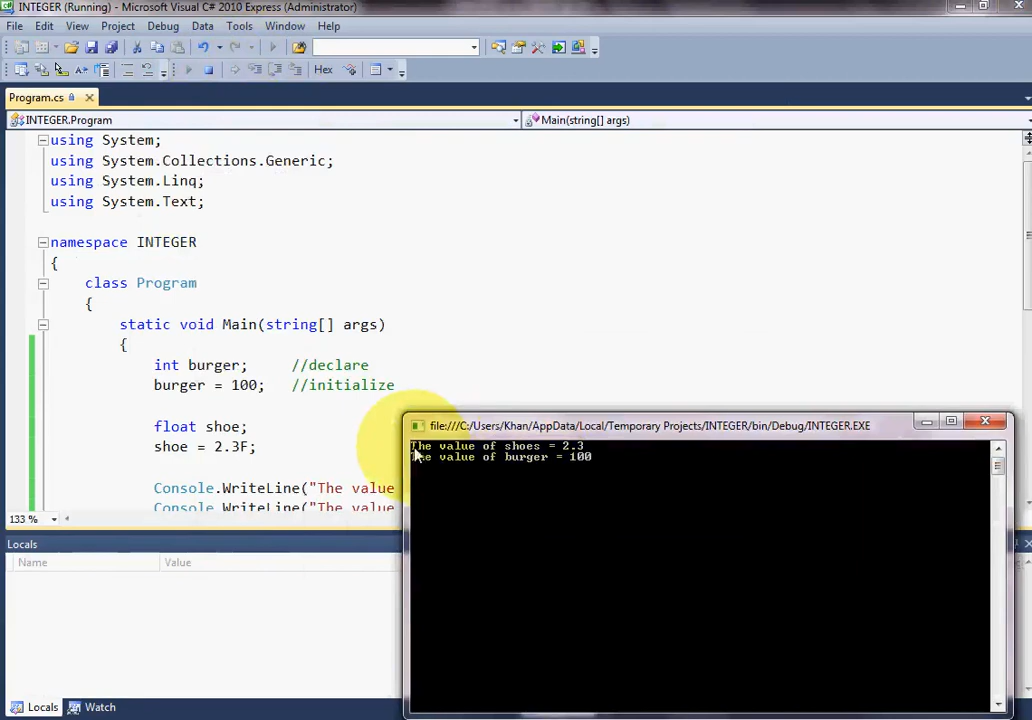 INTEGER (Running) - Microsoft Visual C# 2010 Express (Administrator)
File Edit View Project Debug Data Tools Window Help
Hex
Program.cs
INTEGER.Program
Main(string[] args)
using System;
using System.Collections.Generic;
using System.Linq;
using System.Text;
namespace INTEGER
{
class Program
{
static void Main(string[] args)
{
int burger; //declare
burger = 100; //initialize
float shoe;
shoe = 2.3F;
Console.WriteLine("The value
Console.WriteLine("The value
133 %
file:///C:/Users/Khan/AppData/Local/Temporary Projects/INTEGER/bin/Debug/INTEGER.EXE
The value of shoes = 2.3
The value of burger = 100
Locals
Name Value
Locals Watch